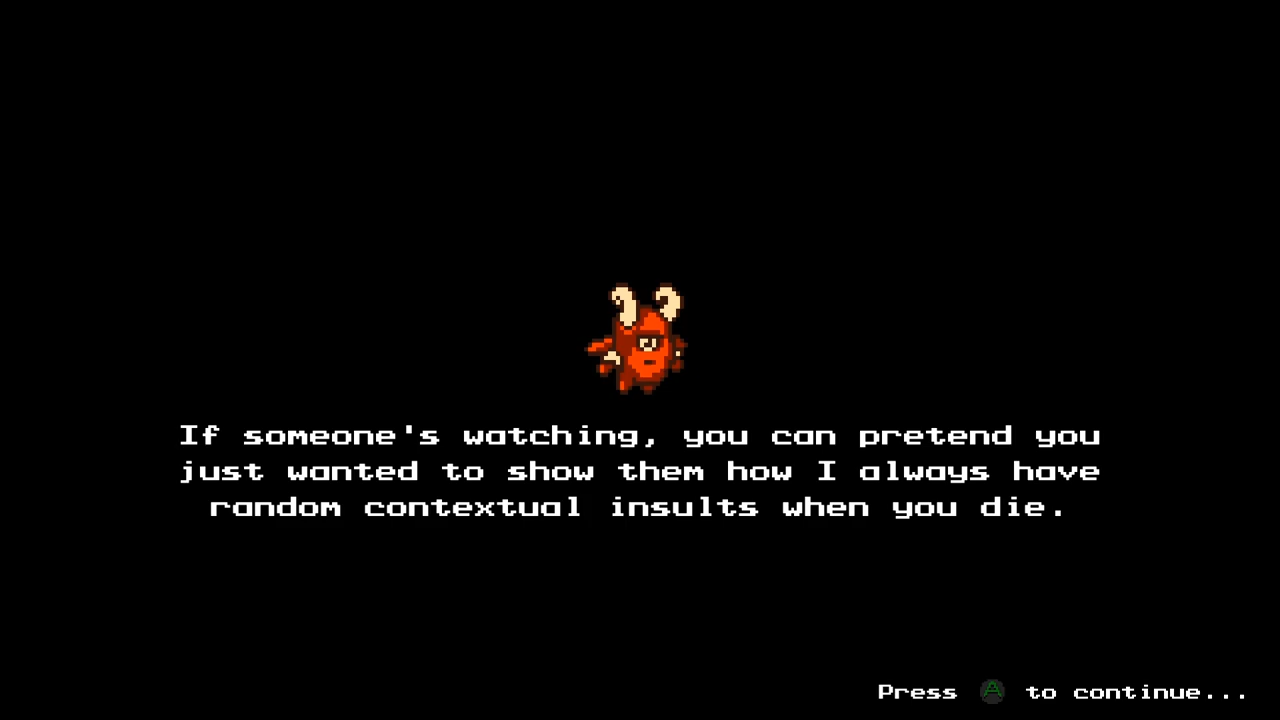 If someone's watching, you can pretend you
just wanted to show them how I always have
random contextual insults when you die.
Press A to continue...